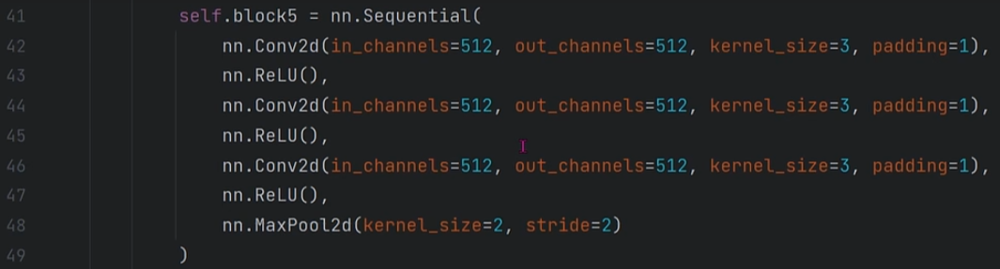 41 self.block5 = nn.Sequential(
42 nn.Conv2d(in_channels=512, out_channels=512, kernel_size=3, padding=1),
43 nn.ReLU(),
44 nn.Conv2d(in_channels=512, out_channels=512, kernel_size=3, padding=1),
45 nn.ReLU(),
46 nn.Conv2d(in_channels=512, out_channels=512, kernel_size=3, padding=1),
47 nn.ReLU(),
48 nn.MaxPool2d(kernel_size=2, stride=2)
49 )